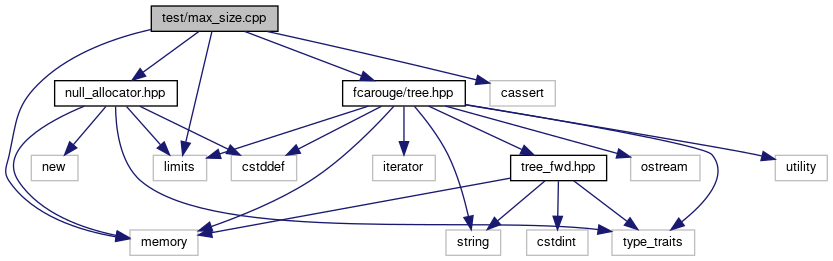 test/max_size.cpp
null_allocator.hpp
fcarouge/tree.hpp
cassert
new
limits
cstddef
iterator
tree_fwd.hpp
ostream
utility
memory
string
cstdint
type_traits